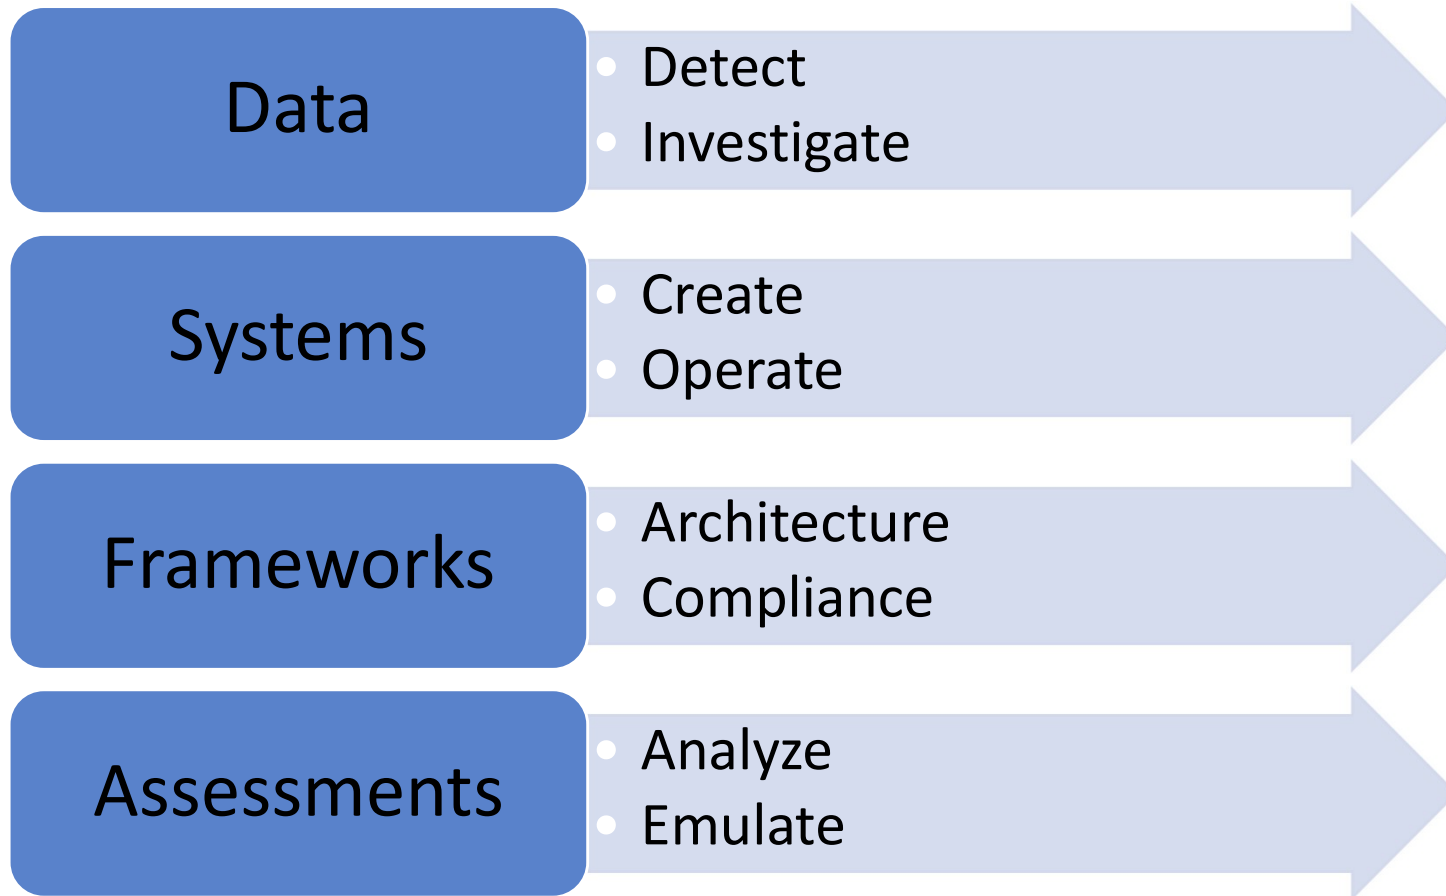 Data
• Detect
• Investigate
Systems
• Create
• Operate
Frameworks
• Architecture
• Compliance
Assessments
• Analyze
• Emulate